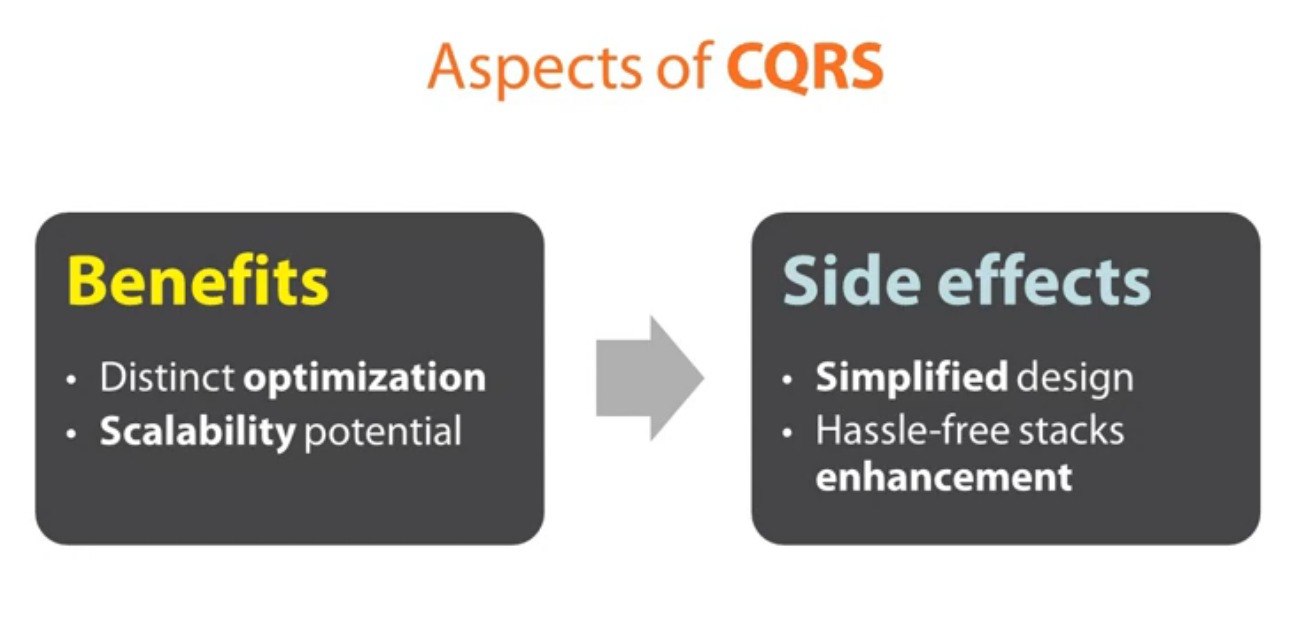 Aspects of CQRS
Benefits
• Distinct optimization
• Scalability potential
Side effects
• Simplified design
• Hassle-free stacks
enhancement